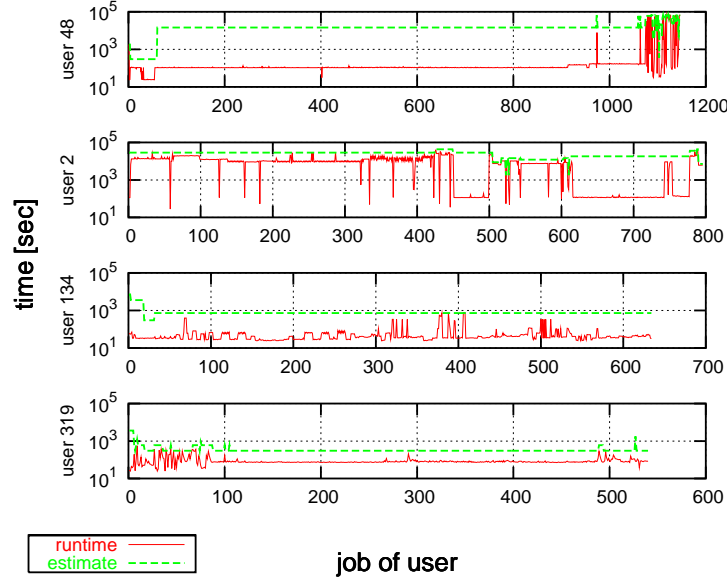 user 48
10^5
10^3
10^1
0 200 400 600 800 1000 1200
user 2
10^5
10^3
10^1
0 100 200 300 400 500 600 700 800
user 134
10^5
10^3
10^1
0 100 200 300 400 500 600 700
user 319
10^5
10^3
10^1
0 100 200 300 400 500 600
time [sec]
runtime
estimate
job of user